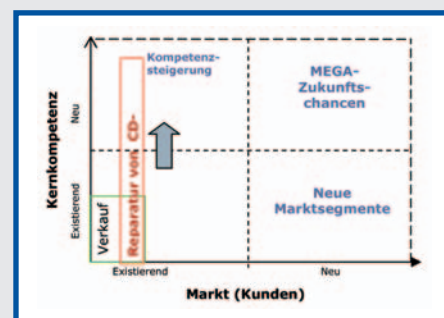 Kompetenz-
steigerung
MEGA-
Zukunfts-
chancen
Kernkompetenz
Neu
Existierend
Verkauf
Reparatur von CD-
Neue
Marktsegmente
Existierend
Neu
Markt (Kunden)